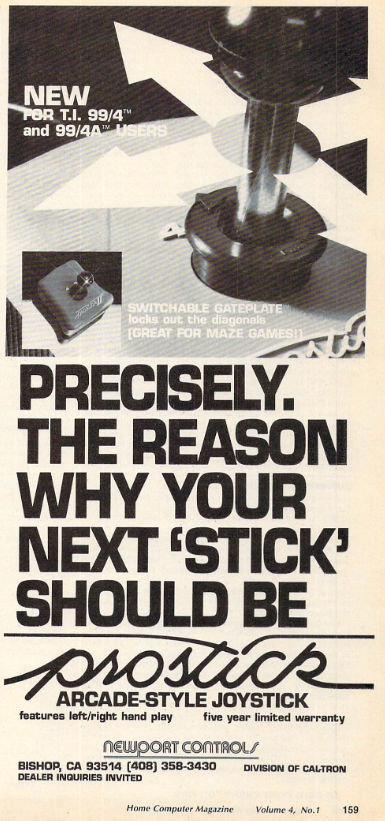 NEW
FOR T.I. 99/4™
and 99/4A™ USERS
SWITCHABLE GATEPLATE™
locks out the diagonals
(GREAT FOR MAZE GAMES!)
PRECISELY.
THE REASON
WHY YOUR
NEXT ‘STICK’
SHOULD BE
prostick
ARCADE-STYLE JOYSTICK
features left/right hand play five year limited warranty
NEWPORT CONTROLS
BISHOP, CA 93514 (408) 358-3430 DIVISION OF CAL-TRON
DEALER INQUIRIES INVITED
Home Computer Magazine Volume 4, No.1 159